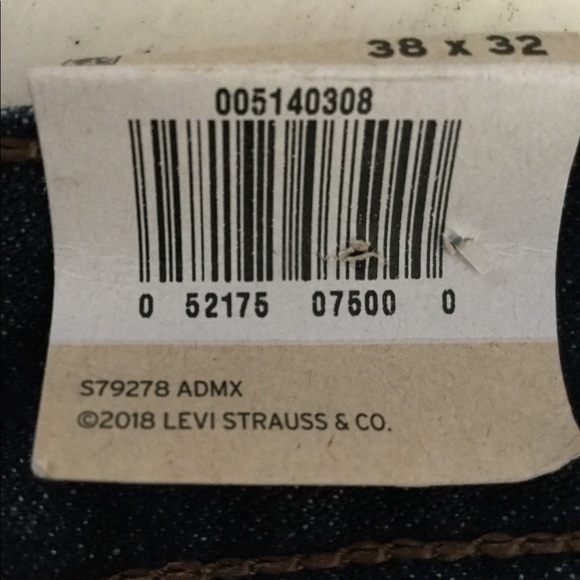 38 x 32
005140308
0 52175 07500 0
S79278 ADMX
©2018 LEVI STRAUSS & CO.